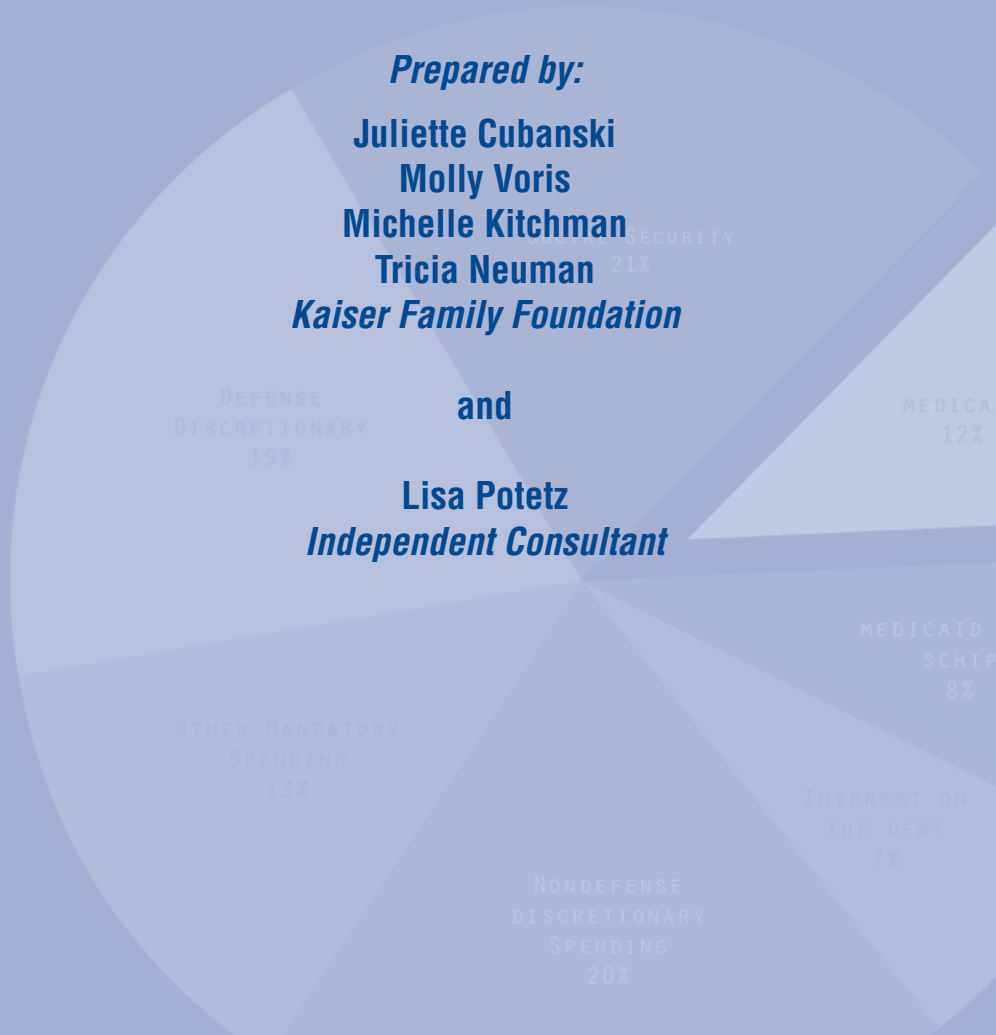 Prepared by:
Juliette Cubanski
Molly Voris
Michelle Kitchman
Tricia Neuman
Kaiser Family Foundation
and
Lisa Potetz
Independent Consultant
SOCIAL SECURITY
21%
DEFENSE
DISCRETIONARY
19%
MEDICA
12%
MEDICAID
SCHIP
8%
OTHER MANDATORY
SPENDING
13%
INTEREST ON
THE DEBT
7%
NONDEFENSE
DISCRETIONARY
SPENDING
20%